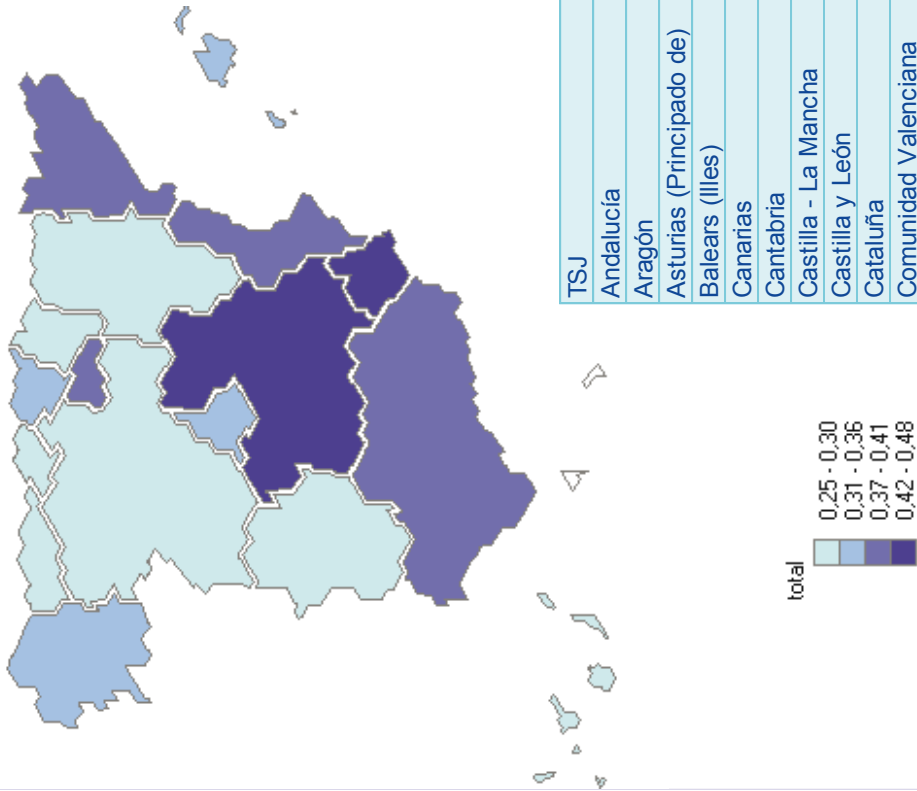 TSJ
Andalucía
Aragón
Asturias (Principado de)
Balears (Illes)
Canarias
Cantabria
Castilla - La Mancha
Castilla y León
Cataluña
Comunidad Valenciana
total
0,25 - 0,30
0,31 - 0,36
0,37 - 0,41
0,42 - 0,48